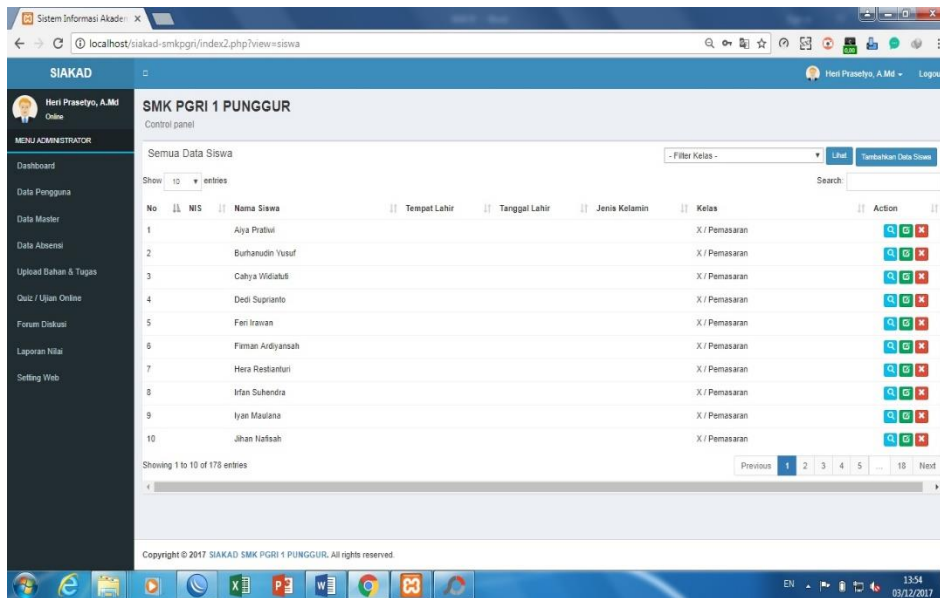 Sistem Informasi Akader
localhost/siakad-smkpgri/index2.php?view=siswa
SIAKAD
Heri Prasetyo, A.Md
Logou
Heri Prasetyo, A.Md
Online
SMK PGRI 1 PUNGGUR
Control panel
MENU ADMINISTRATOR
Dashboard
Data Pengguna
Data Master
Data Absensi
Upload Bahan & Tugas
Quiz / Ujian Online
Forum Diskusi
Laporan Nilai
Setting Web
Semua Data Siswa
- Filter Kelas -
Lihat
Tambahkan Data Siswa
Show 10 entries
Search:
No NIS Nama Siswa Tempat Lahir Tanggal Lahir Jenis Kelamin Kelas Action
1 Aiya Pratiwi X / Pemasaran
2 Burhanudin Yusuf X / Pemasaran
3 Cahya Widiatuti X / Pemasaran
4 Dedi Suprianto X / Pemasaran
5 Feri Irawan X / Pemasaran
6 Firman Ardiyansah X / Pemasaran
7 Hera Restianturi X / Pemasaran
8 Irfan Suhendra X / Pemasaran
9 Iyan Maulana X / Pemasaran
10 Jihan Nafisah X / Pemasaran
Showing 1 to 10 of 178 entries
Previous 1 2 3 4 5 ... 18 Next
Copyright © 2017 SIAKAD SMK PGRI 1 PUNGGUR. All rights reserved.
EN
13:54
03/12/2017